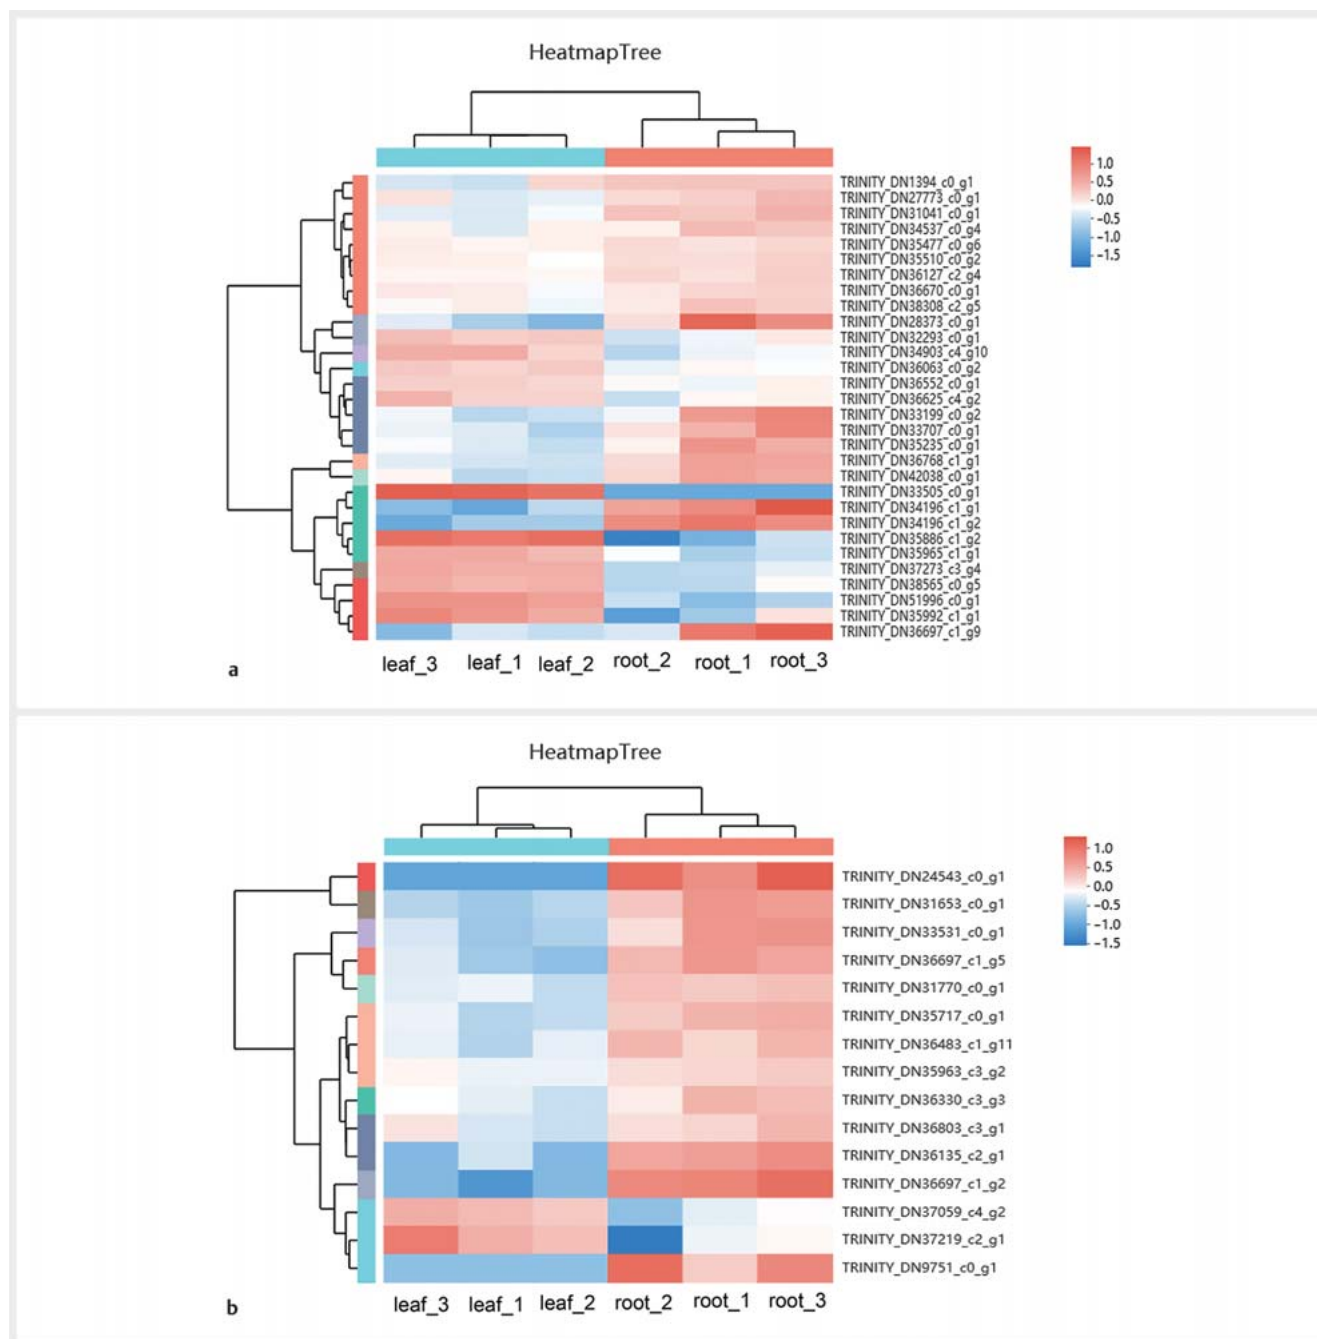 HeatmapTree
1.0
0.5
0.0
−0.5
−1.0
−1.5
TRINITY_DN1394_c0_g1
TRINITY_DN27773_c0_g1
TRINITY_DN31041_c0_g1
TRINITY_DN34537_c0_g4
TRINITY_DN35477_c0_g6
TRINITY_DN35510_c0_g2
TRINITY_DN36127_c2_g4
TRINITY_DN36670_c0_g1
TRINITY_DN38308_c2_g5
TRINITY_DN28373_c0_g1
TRINITY_DN32293_c0_g1
TRINITY_DN34903_c4_g10
TRINITY_DN36063_c0_g2
TRINITY_DN36552_c0_g1
TRINITY_DN36625_c4_g2
TRINITY_DN33199_c0_g2
TRINITY_DN33707_c0_g1
TRINITY_DN35235_c0_g1
TRINITY_DN36768_c1_g1
TRINITY_DN42038_c0_g1
TRINITY_DN33505_c0_g1
TRINITY_DN34196_c1_g1
TRINITY_DN34196_c1_g2
TRINITY_DN35886_c1_g2
TRINITY_DN35965_c1_g1
TRINITY_DN37273_c3_g4
TRINITY_DN38565_c0_g5
TRINITY_DN51996_c0_g1
TRINITY_DN35992_c1_g1
TRINITY_DN36697_c1_g9
leaf_3 leaf_1 leaf_2 root_2 root_1 root_3
a
HeatmapTree
1.0
0.5
0.0
−0.5
−1.0
−1.5
TRINITY_DN24543_c0_g1
TRINITY_DN31653_c0_g1
TRINITY_DN33531_c0_g1
TRINITY_DN36697_c1_g5
TRINITY_DN31770_c0_g1
TRINITY_DN35717_c0_g1
TRINITY_DN36483_c1_g11
TRINITY_DN35963_c3_g2
TRINITY_DN36330_c3_g3
TRINITY_DN36803_c3_g1
TRINITY_DN36135_c2_g1
TRINITY_DN36697_c1_g2
TRINITY_DN37059_c4_g2
TRINITY_DN37219_c2_g1
TRINITY_DN9751_c0_g1
leaf_3 leaf_1 leaf_2 root_2 root_1 root_3
b